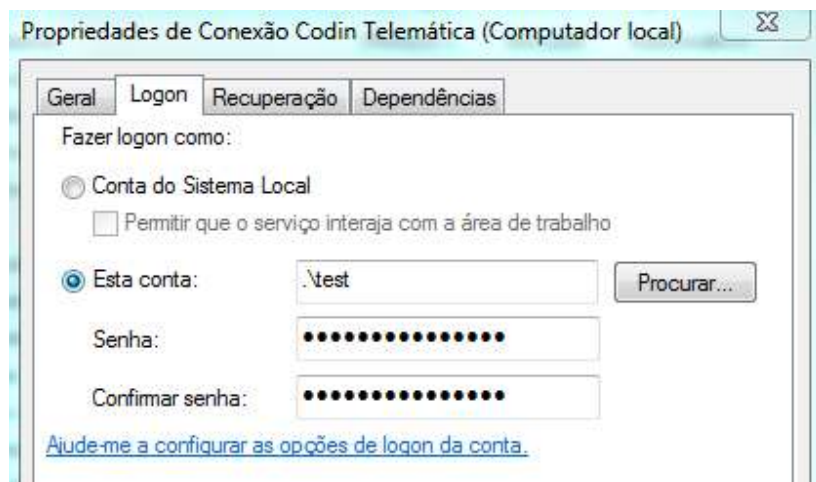 Propriedades de Conexão Codin Telemática (Computador local)
Geral Logon Recuperação Dependências
Fazer logon como:
Conta do Sistema Local
Permitir que o serviço interaja com a área de trabalho
Esta conta: .\test Procurar...
Senha: •••••••••••••••
Confirmar senha: •••••••••••••••
Ajude-me a configurar as opções de logon da conta.